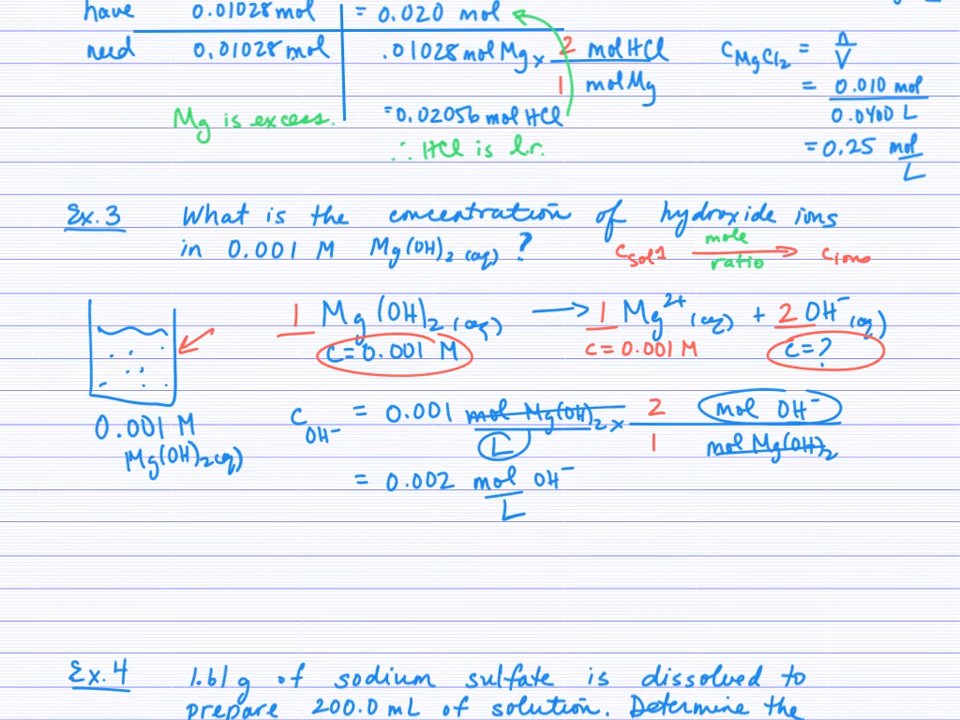 have 0.01028 mol = 0.020 mol
need 0.01028 mol .01028 mol Mg x 2 mol HCl / 1 mol Mg
= 0.02056 mol HCl
Mg is excess.
∴ HCl is l.r.
C MgCl2 = n / V
= 0.010 mol / 0.0400 L
= 0.25 mol / L
Ex. 3 What is the concentration of hydroxide ions
in 0.001 M Mg(OH)2 (aq) ?
c sol'n mole ratio → c ions
1 Mg(OH)2 (aq) → 1 Mg2+ (aq) + 2 OH- (aq)
c = 0.001 M c = 0.001 M c = ?
0.001 M
Mg(OH)2(aq)
C OH- = 0.001 mol Mg(OH)2 / L x 2 mol OH- / 1 mol Mg(OH)2
= 0.002 mol / L OH-
Ex. 4 1.61 g of sodium sulfate is dissolved to
prepare 200.0 mL of solution. Determine the